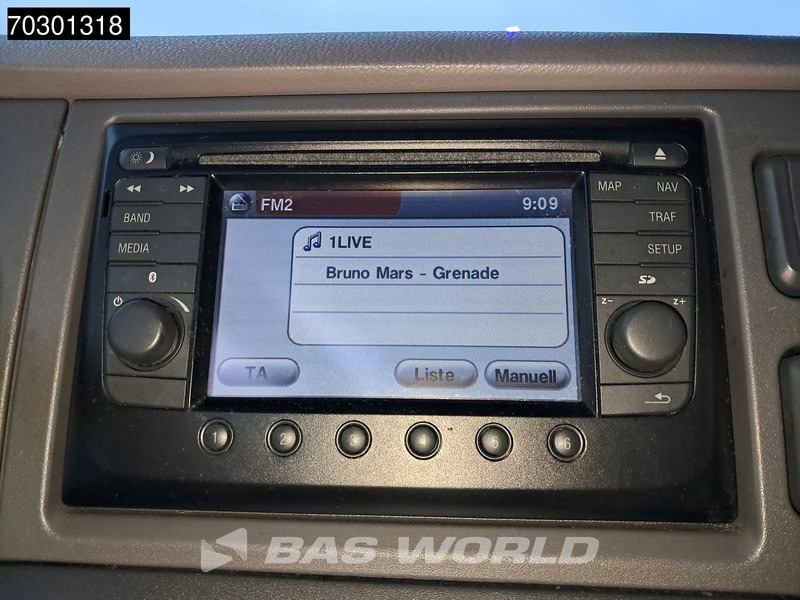 70301318
FM2 9:09
MAP NAV
BAND
TRAF
1LIVE
MEDIA
SETUP
Bruno Mars - Grenade
SD
z- z+
TA Liste Manuell
1 2 3 4 5 6
BAS WORLD